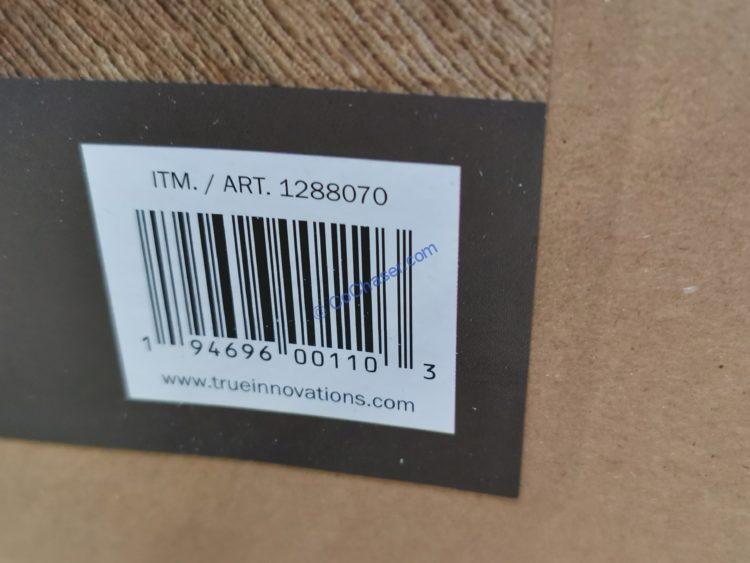 ITM. / ART. 1288070
© CoChaser.com
1 94696 00110 3
www.trueinnovations.com